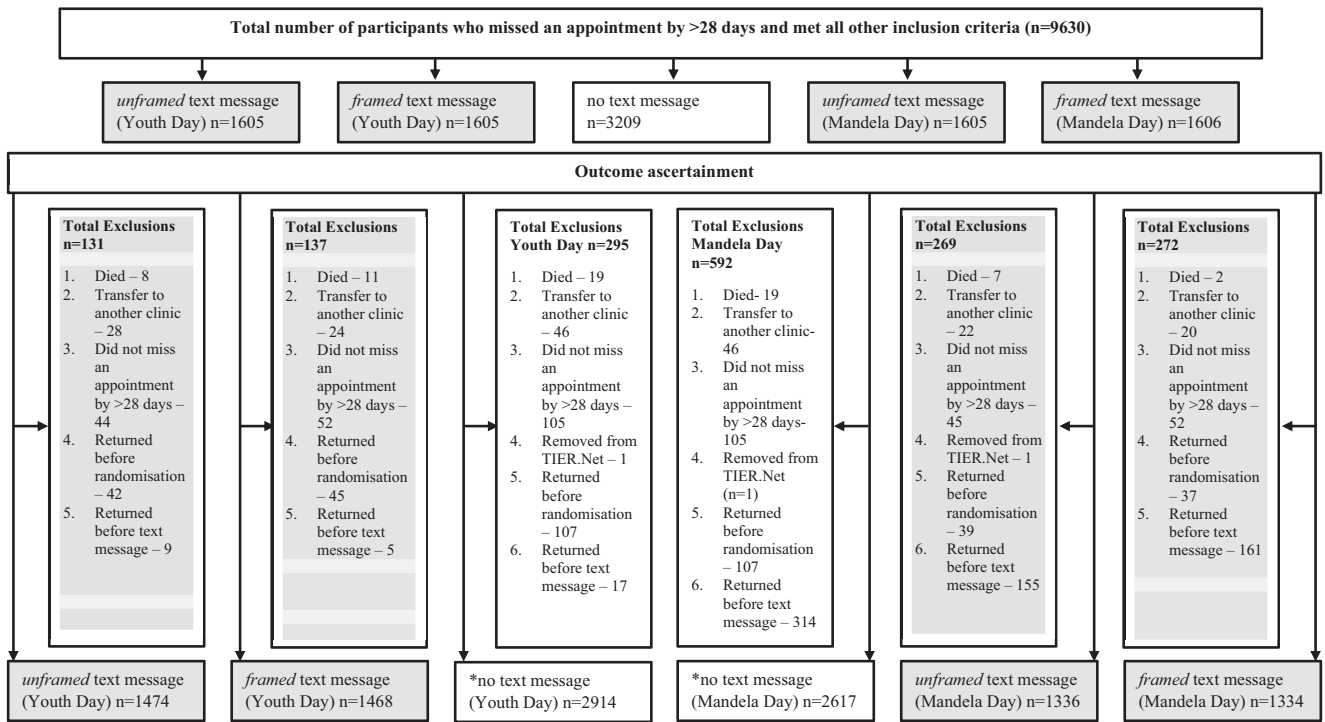 Total number of participants who missed an appointment by >28 days and met all other inclusion criteria (n=9630)
unframed text message
(Youth Day) n=1605
framed text message
(Youth Day) n=1605
no text message
n=3209
unframed text message
(Mandela Day) n=1605
framed text message
(Mandela Day) n=1606
Outcome ascertainment
Total Exclusions
n=131
1. Died – 8
2. Transfer to
another clinic
– 28
3. Did not miss
an
appointment
by >28 days –
44
4. Returned
before
randomisation
– 42
5. Returned
before text
message – 9
Total Exclusions
n=137
1. Died – 11
2. Transfer to
another clinic
– 24
3. Did not miss
an
appointment
by >28 days –
52
4. Returned
before
randomisation
– 45
5. Returned
before text
message – 5
Total Exclusions
Youth Day n=295
1. Died – 19
2. Transfer to
another clinic
– 46
3. Did not miss
an
appointment
by >28 days –
105
4. Removed from
TIER.Net – 1
5. Returned
before
randomisation
– 107
6. Returned
before text
message – 17
Total Exclusions
Mandela Day
n=592
1. Died- 19
2. Transfer to
another clinic-
46
3. Did not miss
an
appointment
by >28 days-
105
4. Removed from
TIER.Net
(n=1)
5. Returned
before
randomisation
– 107
6. Returned
before text
message – 314
Total Exclusions
n=269
1. Died – 7
2. Transfer to
another clinic
– 22
3. Did not miss
an
appointment
by >28 days –
45
4. Removed from
TIER.Net – 1
5. Returned
before
randomisation
– 39
6. Returned
before text
message – 155
Total Exclusions
n=272
1. Died – 2
2. Transfer to
another clinic
– 20
3. Did not miss
an
appointment
by >28 days –
52
4. Returned
before
randomisation
– 37
5. Returned
before text
message – 161
unframed text message
(Youth Day) n=1474
framed text message
(Youth Day) n=1468
*no text message
(Youth Day) n=2914
*no text message
(Mandela Day) n=2617
unframed text message
(Mandela Day) n=1336
framed text message
(Mandela Day) n=1334